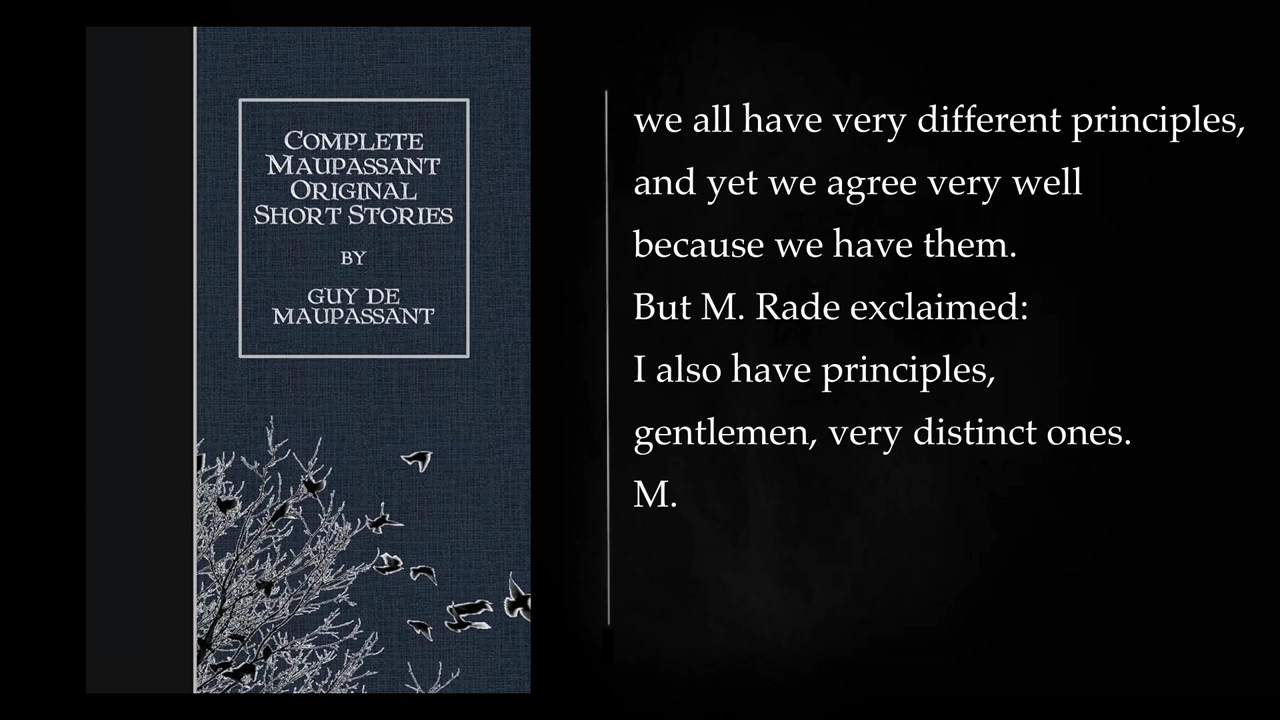 COMPLETE
MAUPASSANT
ORIGINAL
SHORT STORIES
BY
GUY DE
MAUPASSANT
we all have very different principles,
and yet we agree very well
because we have them.
But M. Rade exclaimed:
I also have principles,
gentlemen, very distinct ones.
M.